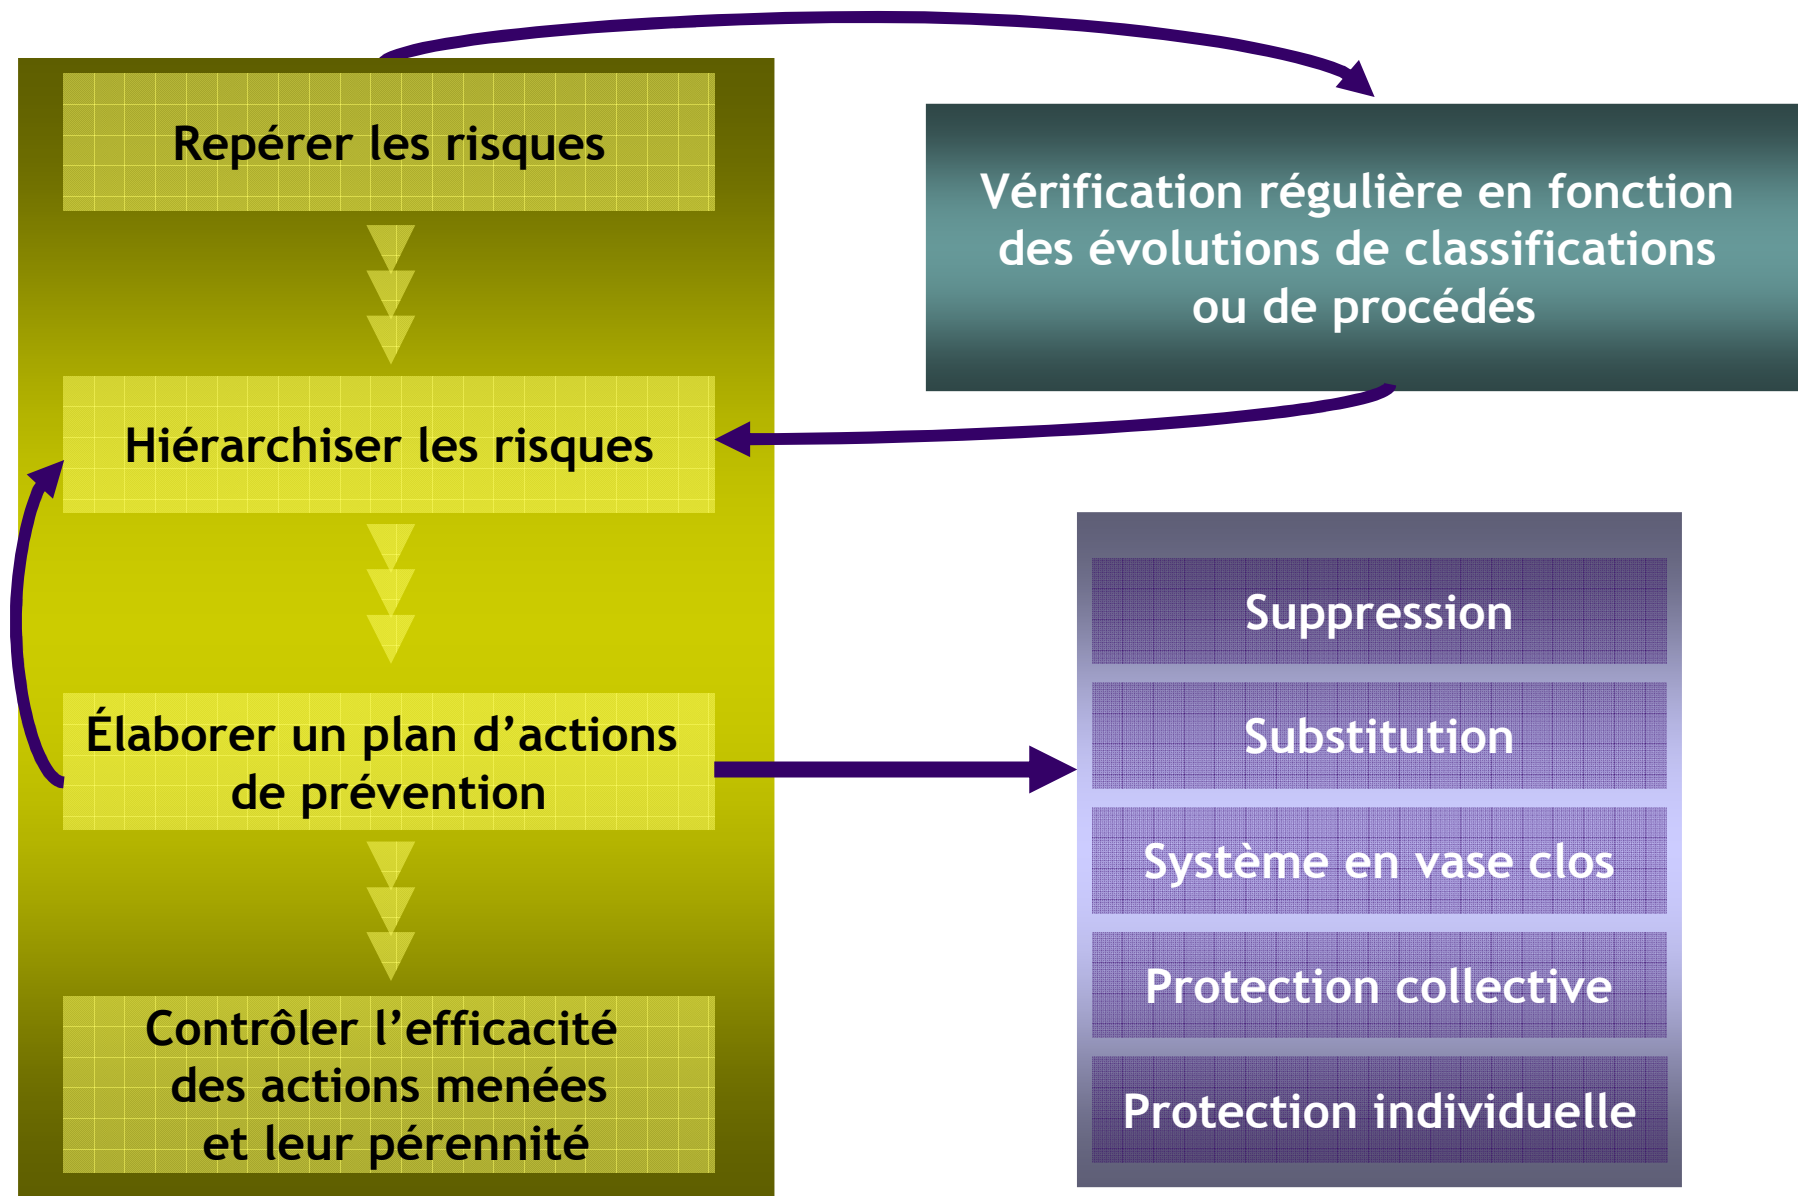 Repérer les risques
Vérification régulière en fonction
des évolutions de classifications
ou de procédés
Hiérarchiser les risques
Élaborer un plan d’actions
de prévention
Contrôler l’efficacité
des actions menées
et leur pérennité
Suppression
Substitution
Système en vase clos
Protection collective
Protection individuelle